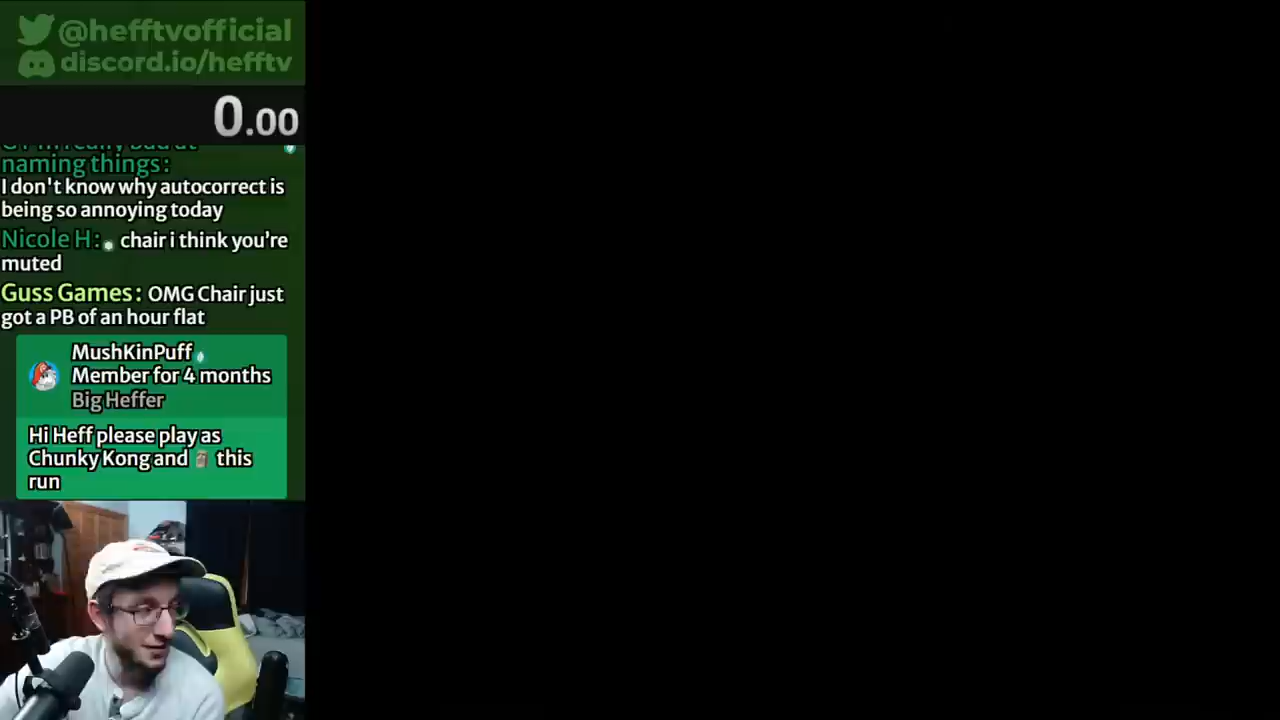 @hefftvofficial
discord.io/hefftv
0.00
naming things:
I don't know why autocorrect is
being so annoying today
Nicole H: chair i think you're
muted
Guss Games: OMG Chair just
got a PB of an hour flat
MushKinPuff
Member for 4 months
Big Heffer
Hi Heff please play as
Chunky Kong and this
run